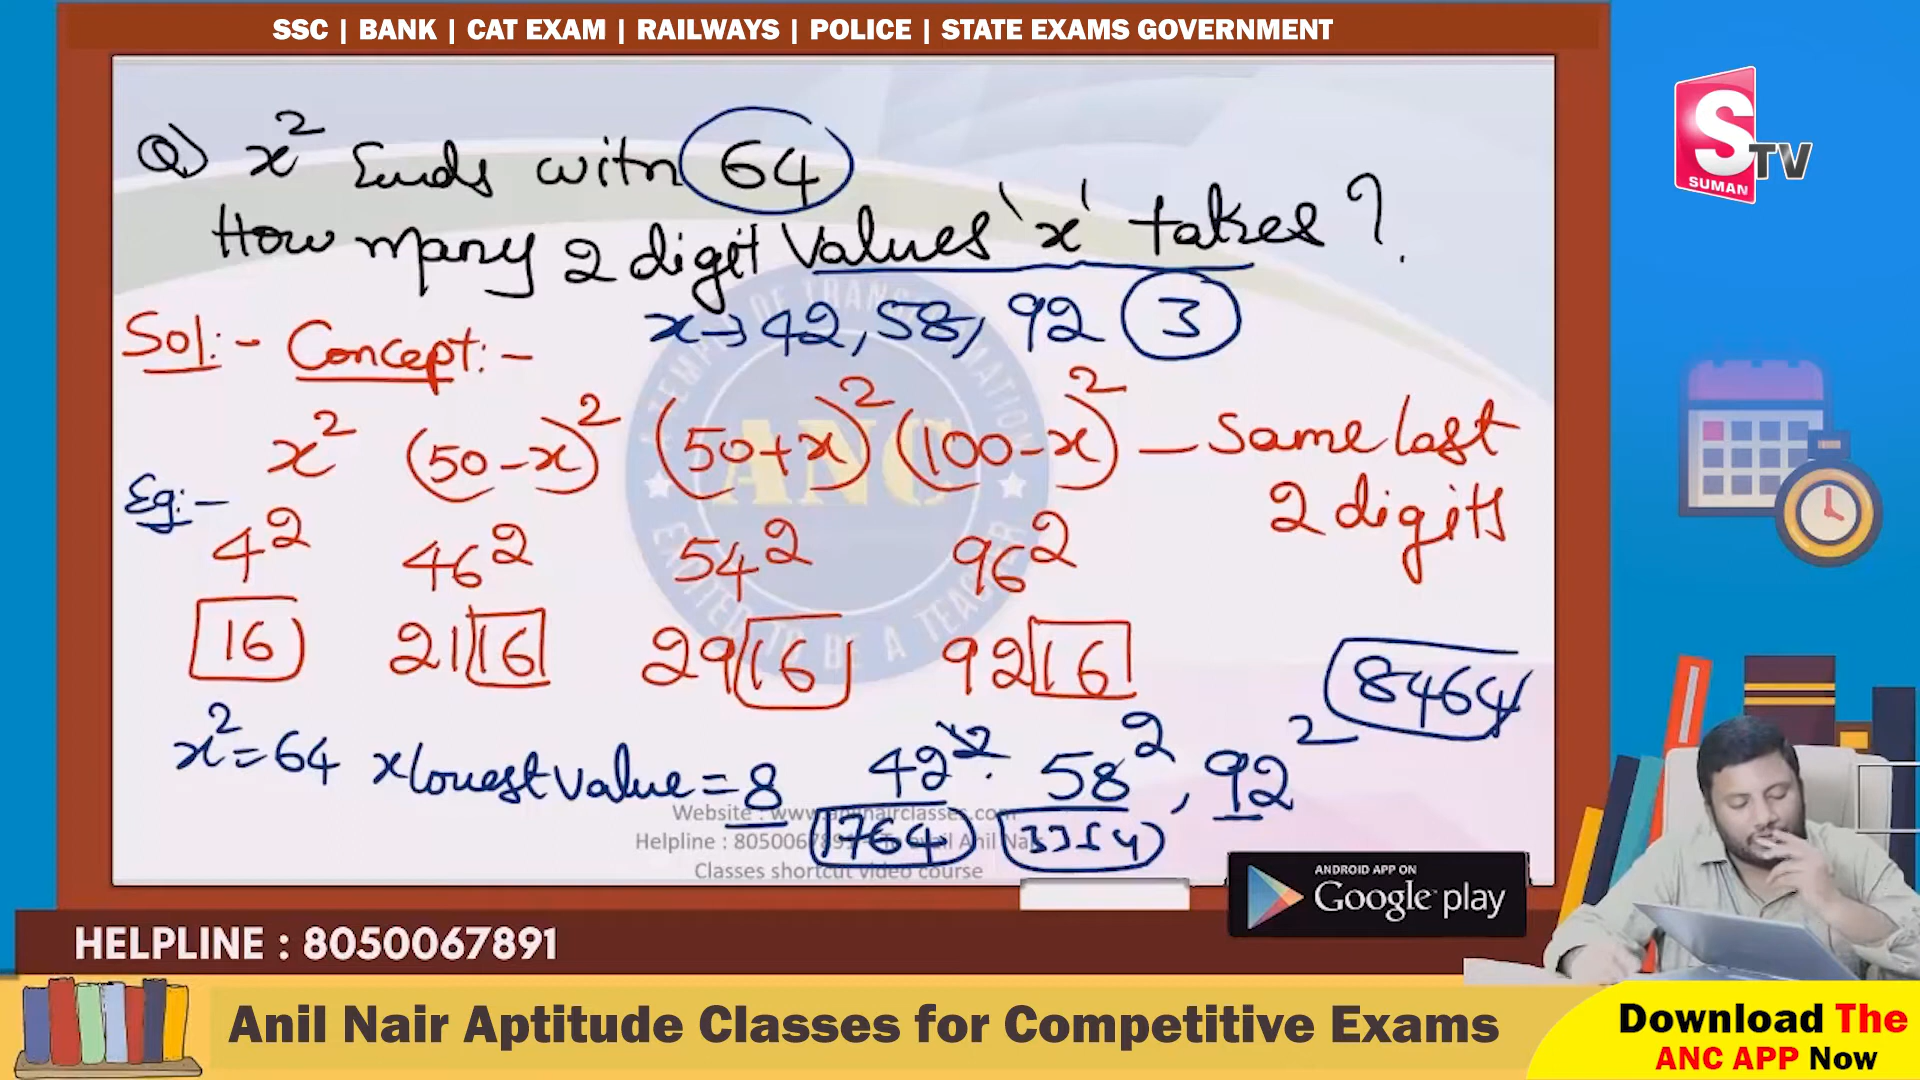 SSC | BANK | CAT EXAM | RAILWAYS | POLICE | STATE EXAMS GOVERNMENT
S TV
SUMAN
Q) x² Ends with 64
How many 2 digit Values 'x' takes ?
x → 42, 58, 92 3
Sol:- Concept:-
x² (50-x)² (50+x)² (100-x)² - Same last
2 digits
Eg:-
4² 46² 54² 96²
16 2116 2916 9216
8464
x² = 64 x lowest Value = 8 42² 58², 92²
1764 3354
Website : www.anilnairclasses.com
Helpline : 8050067891 Anil Nair
Classes shortcut video course
ANDROID APP ON
Google play
HELPLINE : 8050067891
Anil Nair Aptitude Classes for Competitive Exams
Download The
ANC APP Now